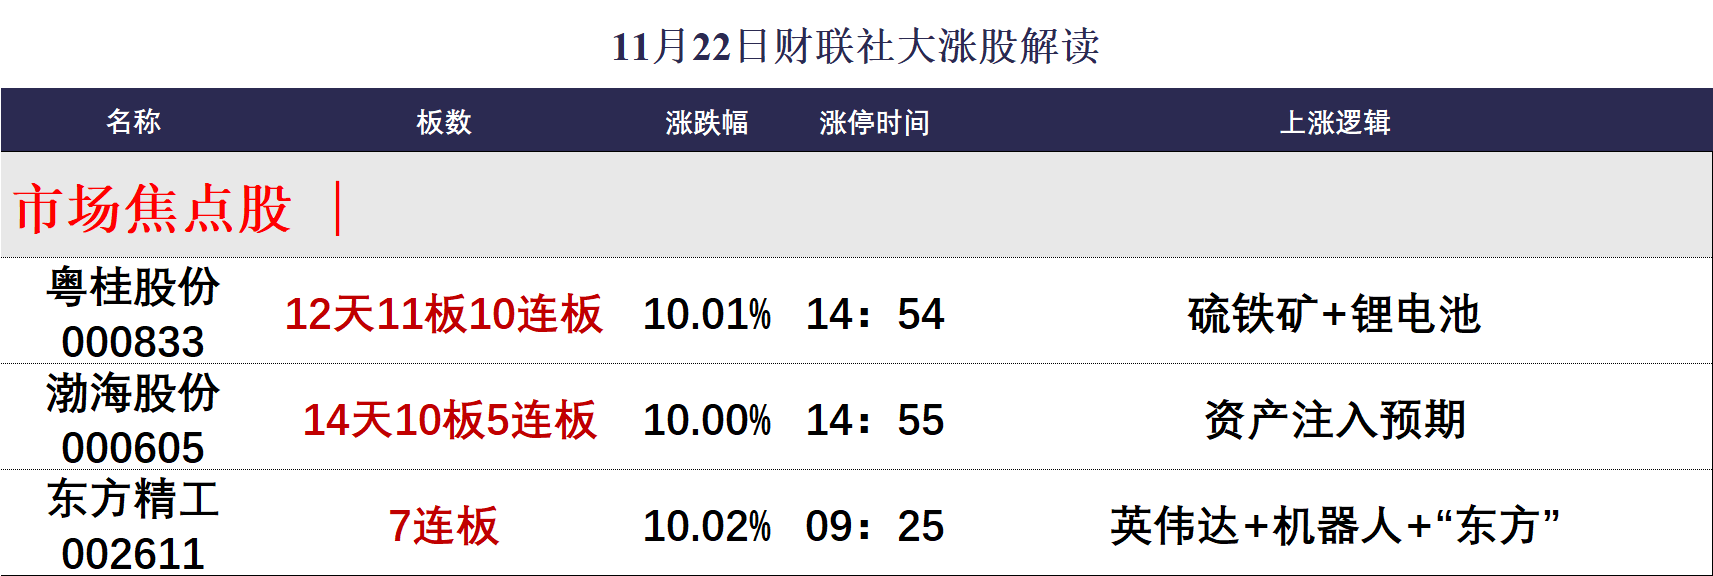 11月22日财联社大涨股解读
名称 板数 涨跌幅 涨停时间 上涨逻辑
市场焦点股 ｜
粤桂股份
000833 12天11板10连板 10.01% 14：54 硫铁矿+锂电池
渤海股份
000605 14天10板5连板 10.00% 14：55 资产注入预期
东方精工
002611 7连板 10.02% 09：25 英伟达+机器人+“东方”